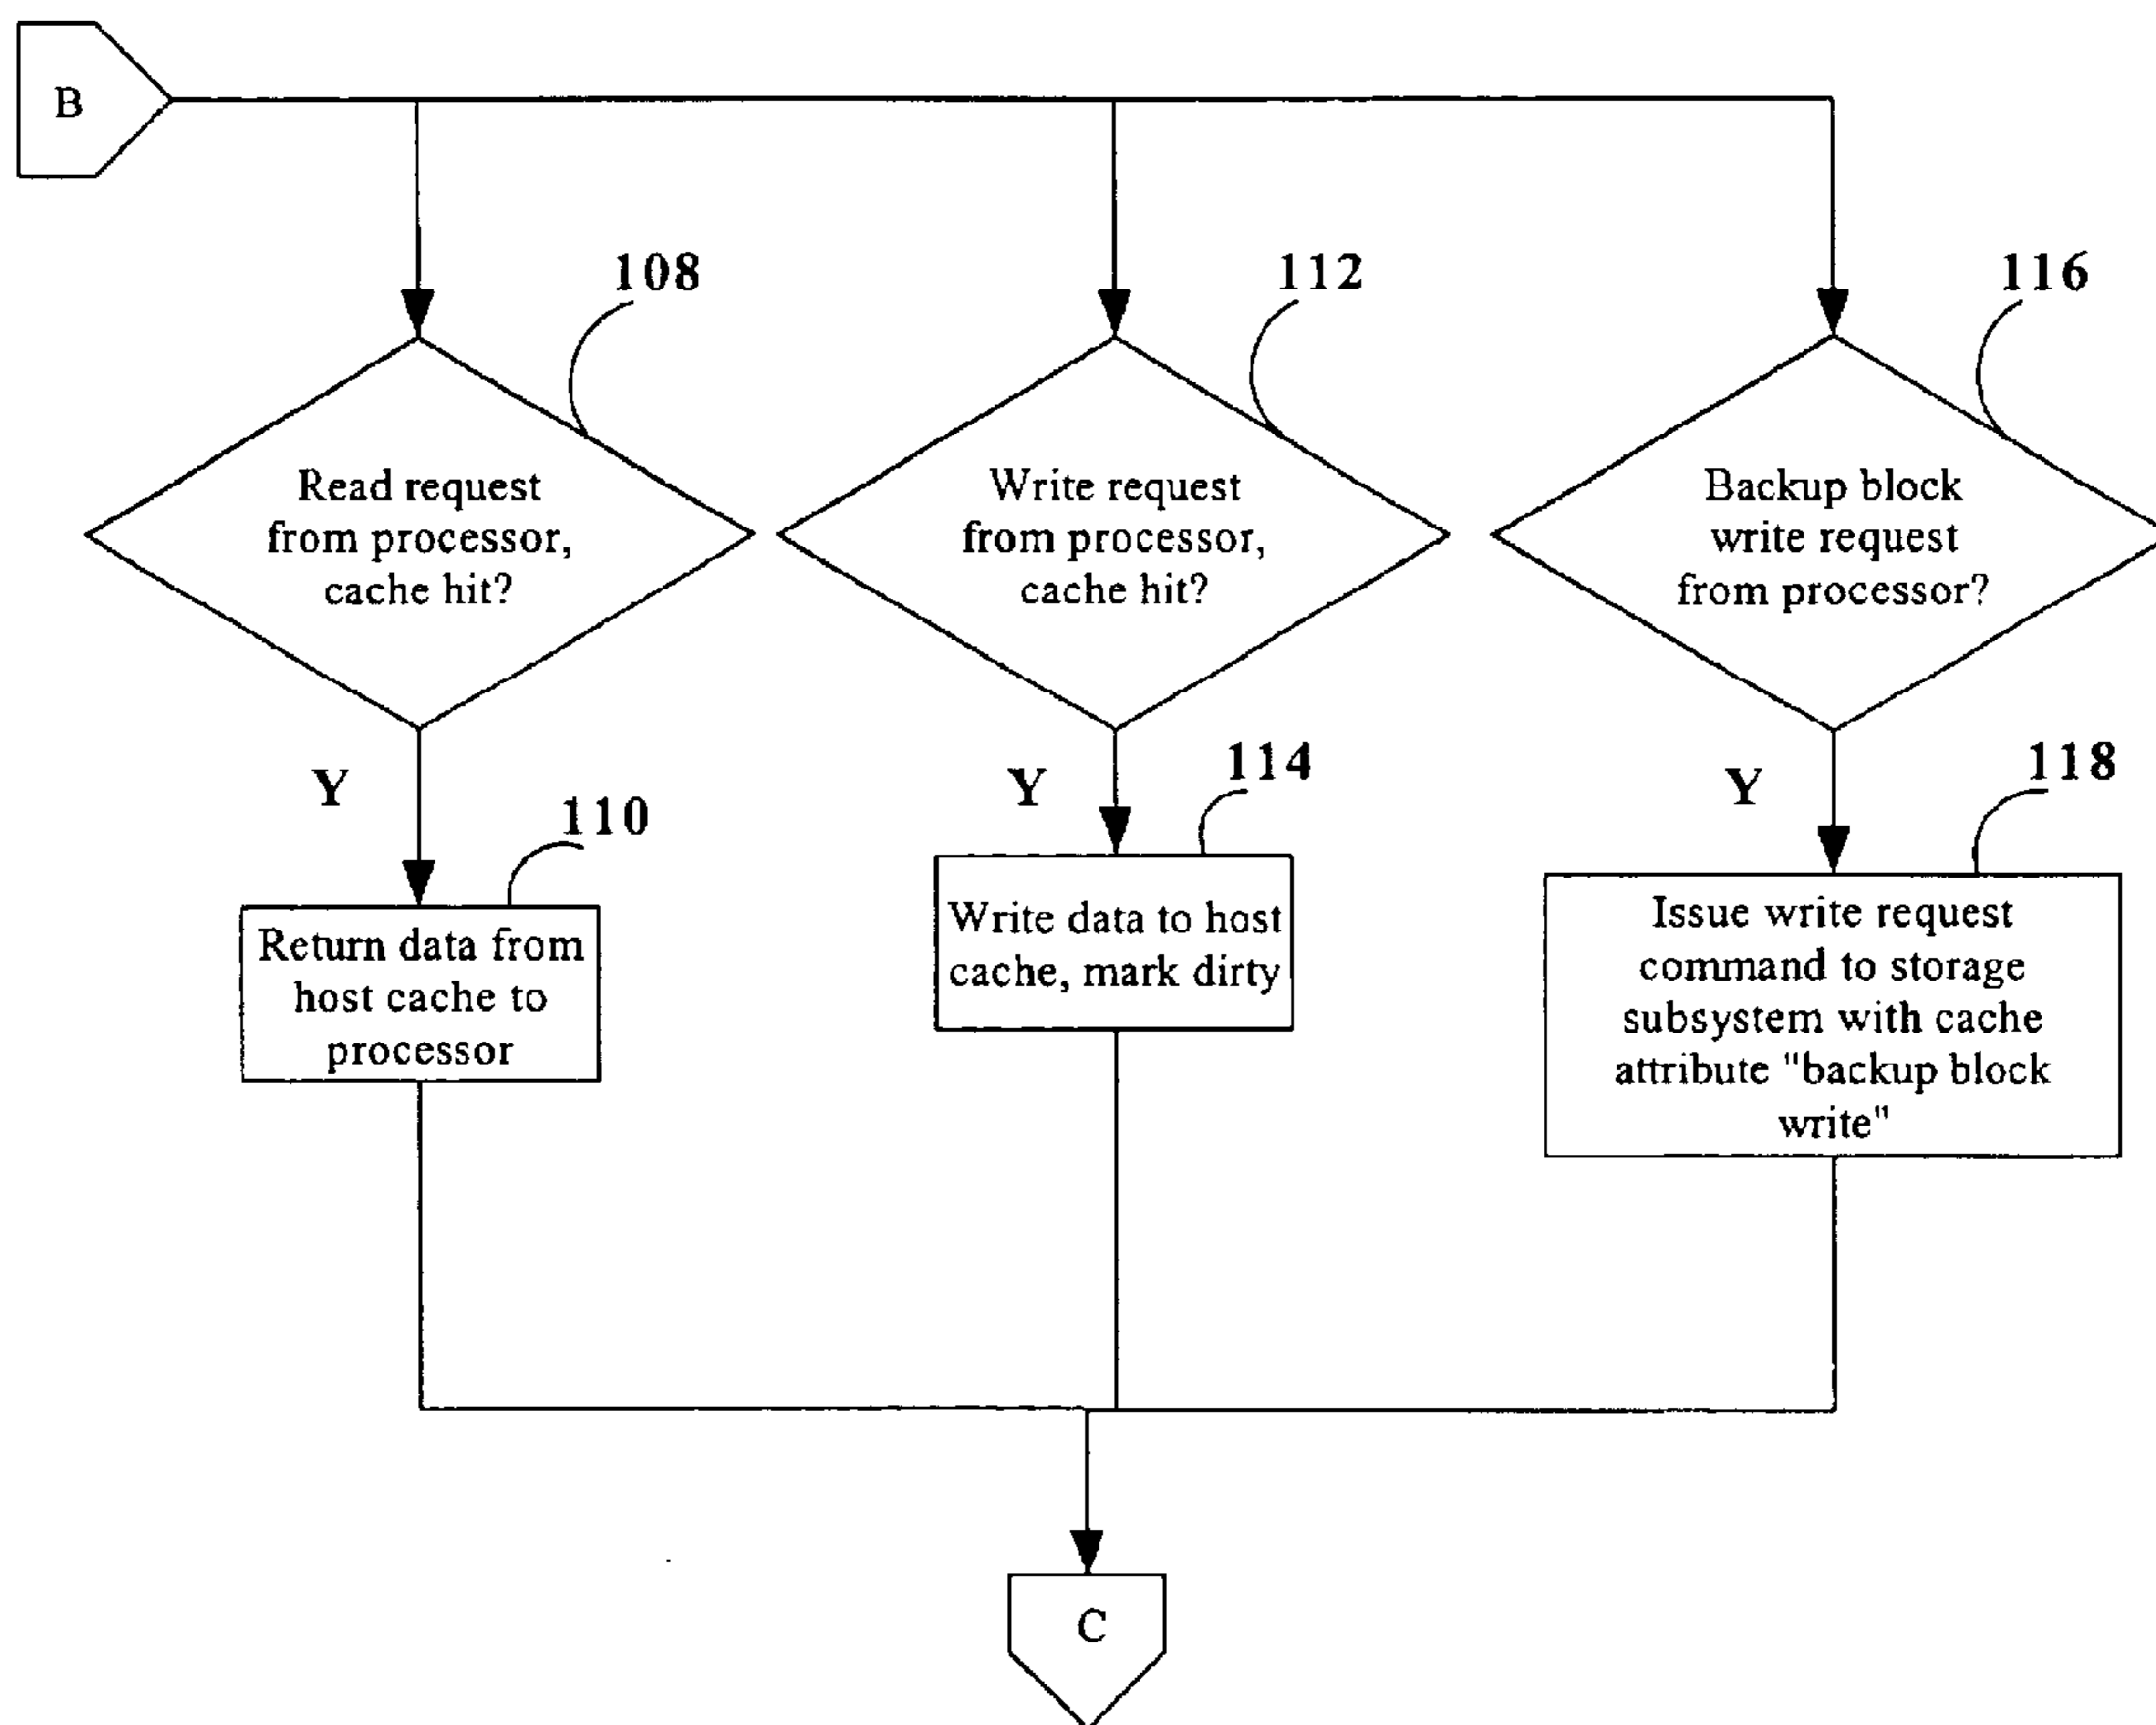 B
108
112
116
Read request
from processor,
cache hit?
Write request
from processor,
cache hit?
Backup block
write request
from processor?
Y
Y
Y
110
114
118
Return data from
host cache to
processor
Write data to host
cache, mark dirty
Issue write request
command to storage
subsystem with cache
attribute "backup block
write"
C